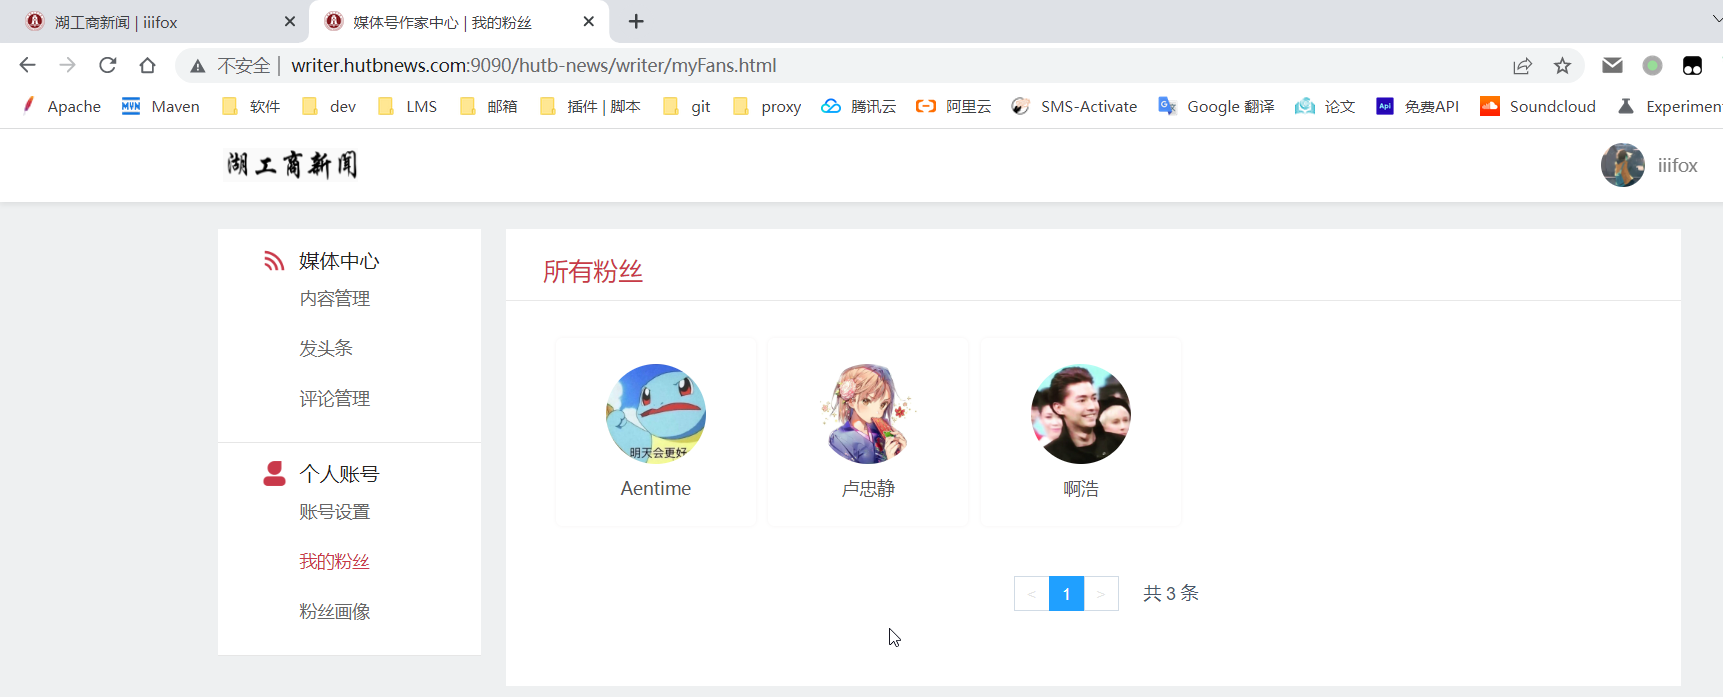 湖工商新闻 | iiifox
媒体号作家中心 | 我的粉丝
不安全 | writer.hutbnews.com:9090/hutb-news/writer/myFans.html
Apache Maven 软件 dev LMS 邮箱 插件 | 脚本 git proxy 腾讯云 阿里云 SMS-Activate Google 翻译 论文 免费API Soundcloud Experimen
湖工商新闻
iiifox
媒体中心
内容管理
发头条
评论管理
个人账号
账号设置
我的粉丝
粉丝画像
所有粉丝
明天会更好
Aentime
卢忠静
啊浩
< 1 > 共 3 条